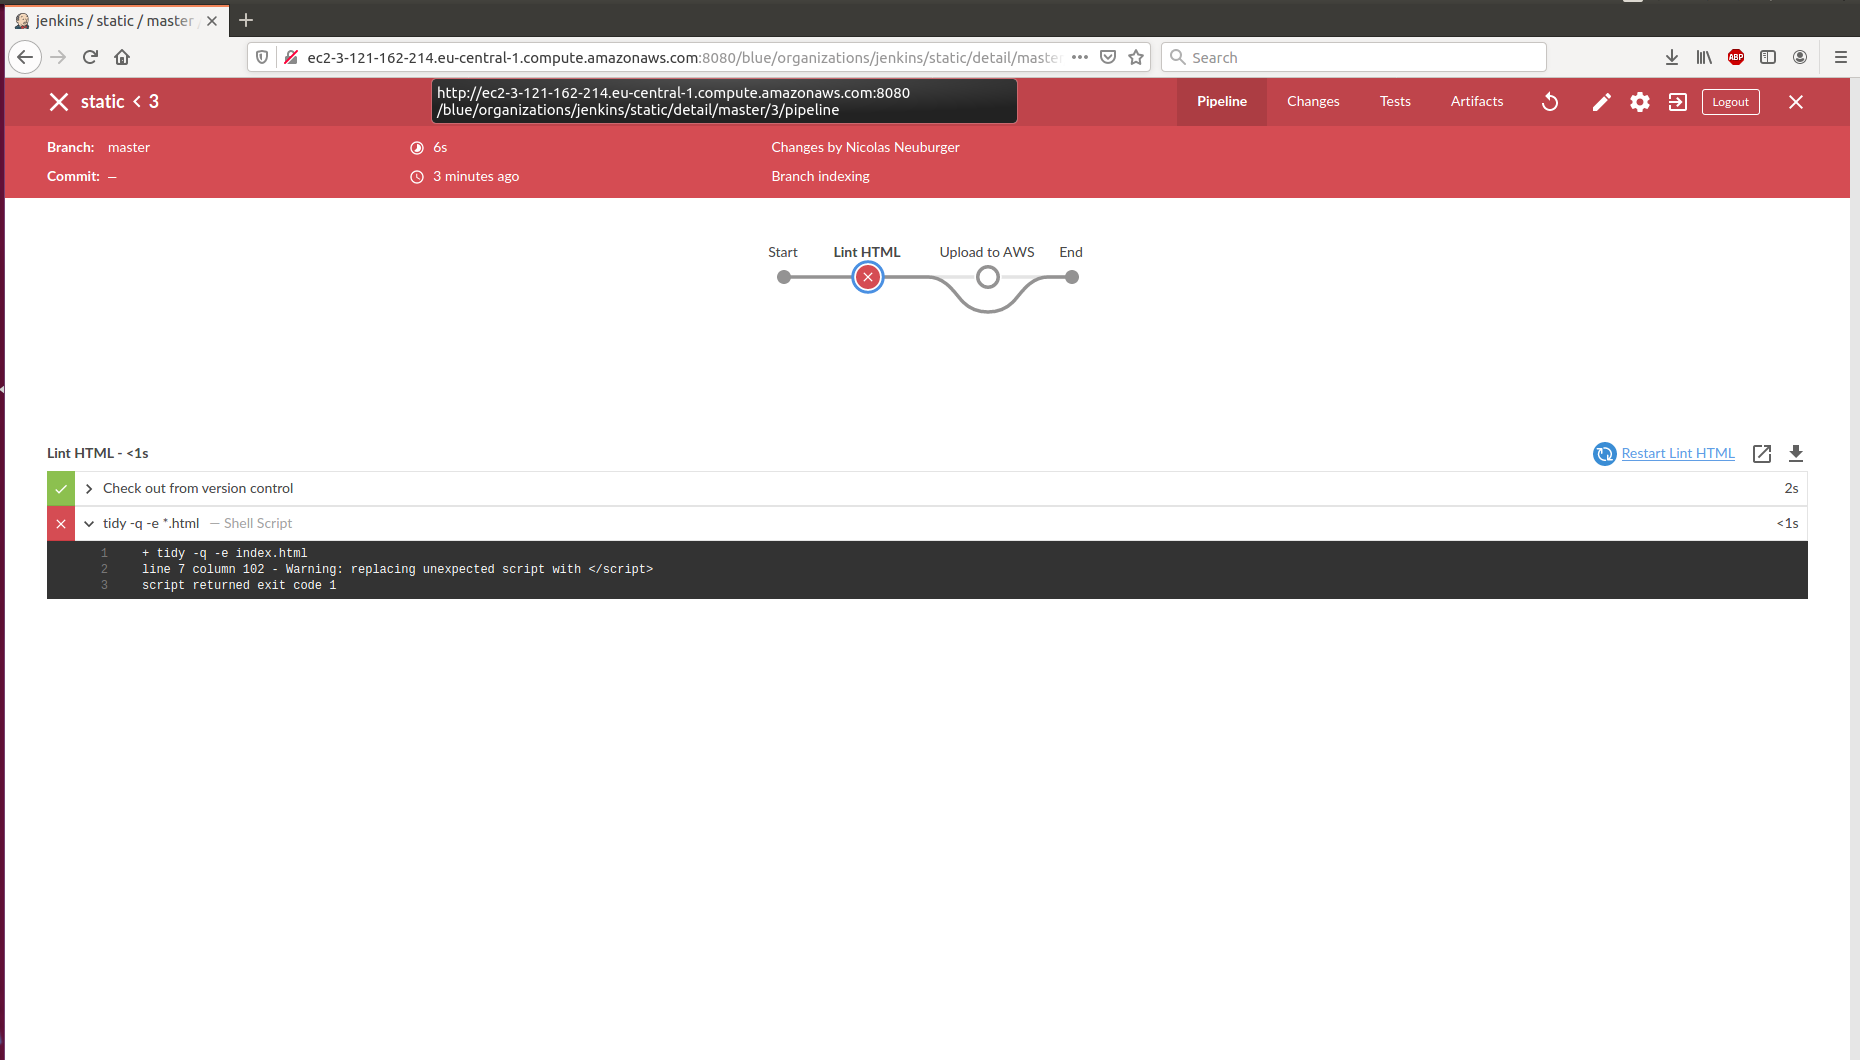 jenkins / static / master
ec2-3-121-162-214.eu-central-1.compute.amazonaws.com:8080/blue/organizations/jenkins/static/detail/maste
Search
ABP
static < 3
http://ec2-3-121-162-214.eu-central-1.compute.amazonaws.com:8080
/blue/organizations/jenkins/static/detail/master/3/pipeline
Pipeline
Changes
Tests
Artifacts
Logout
Branch: master
6s
Changes by Nicolas Neuburger
Commit: —
3 minutes ago
Branch indexing
Start
Lint HTML
Upload to AWS
End
Lint HTML - <1s
Restart Lint HTML
Check out from version control
2s
tidy -q -e *.html — Shell Script
<1s
1 + tidy -q -e index.html
2 line 7 column 102 - Warning: replacing unexpected script with </script>
3 script returned exit code 1